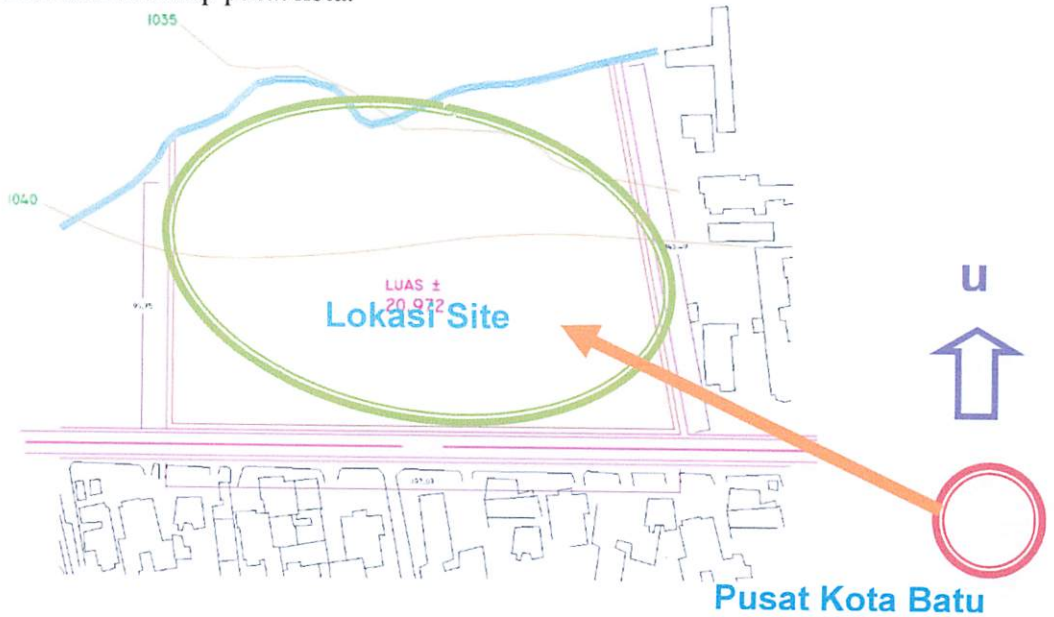 1035
1040
LUAS ±
20.972
Lokasi Site
u
Pusat Kota Batu